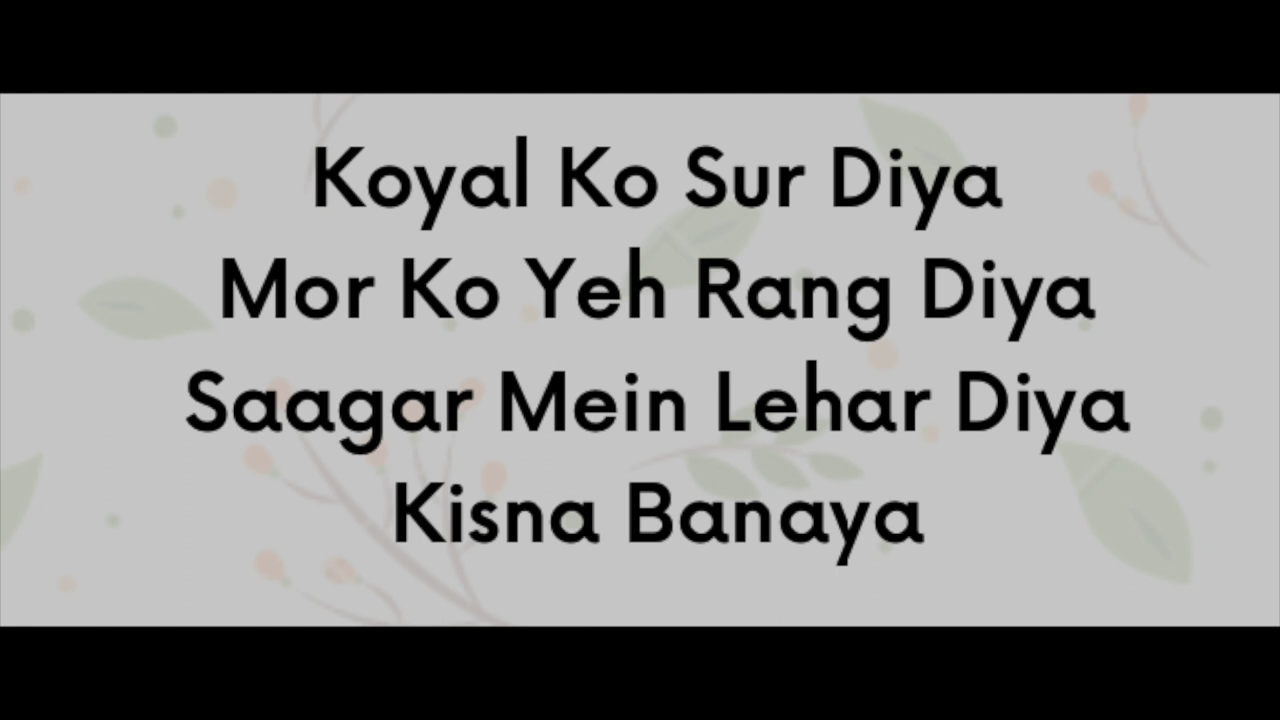 Koyal Ko Sur Diya
Mor Ko Yeh Rang Diya
Saagar Mein Lehar Diya
Kisna Banaya